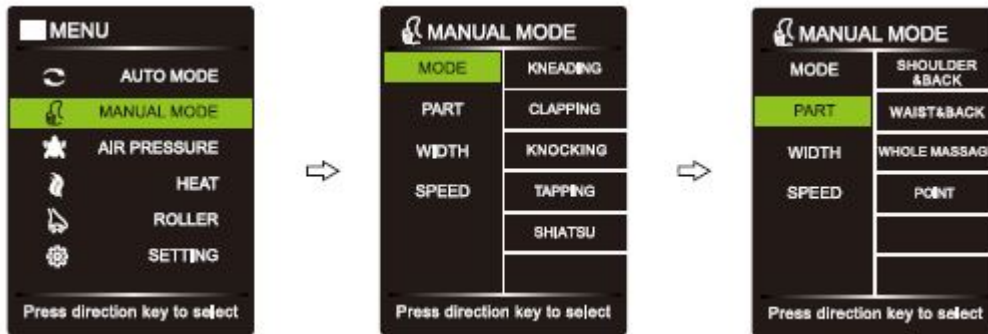 MENU
AUTO MODE
MANUAL MODE
AIR PRESSURE
HEAT
ROLLER
SETTING
Press direction key to select
MANUAL MODE
MODE
KNEADING
PART
CLAPPING
WIDTH
KNOCKING
SPEED
TAPPING
SHIATSU
Press direction key to select
MANUAL MODE
MODE
SHOULDER
&BACK
PART
WAIST&BACK
WIDTH
WHOLE MASSAG
SPEED
POINT
Press direction key to select